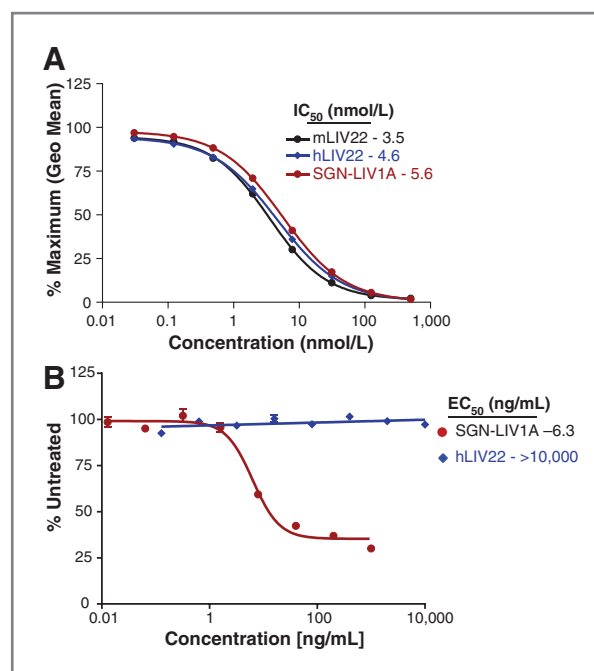 A
125
100
75
50
25
0
% Maximum (Geo Mean)
IC50 (nmol/L)
mLIV22 - 3.5
hLIV22 - 4.6
SGN-LIV1A - 5.6
0.01 0.1 1 10 100 1,000
Concentration (nmol/L)
B
125
100
75
50
25
0
% Untreated
EC50 (ng/mL)
SGN-LIV1A –6.3
hLIV22 - >10,000
0.01 1 100 10,000
Concentration [ng/mL]